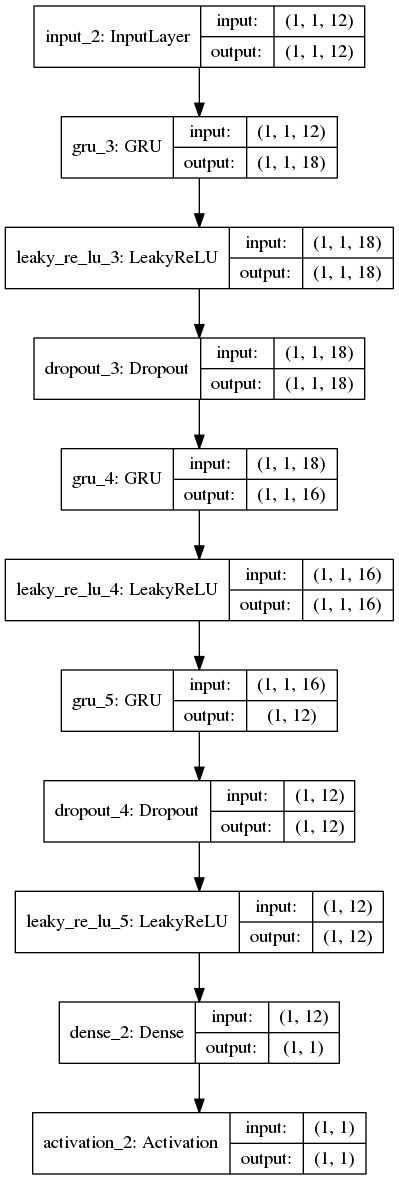 input_2: InputLayer
input: (1, 1, 12)
output: (1, 1, 12)
gru_3: GRU
input: (1, 1, 12)
output: (1, 1, 18)
leaky_re_lu_3: LeakyReLU
input: (1, 1, 18)
output: (1, 1, 18)
dropout_3: Dropout
input: (1, 1, 18)
output: (1, 1, 18)
gru_4: GRU
input: (1, 1, 18)
output: (1, 1, 16)
leaky_re_lu_4: LeakyReLU
input: (1, 1, 16)
output: (1, 1, 16)
gru_5: GRU
input: (1, 1, 16)
output: (1, 12)
dropout_4: Dropout
input: (1, 12)
output: (1, 12)
leaky_re_lu_5: LeakyReLU
input: (1, 12)
output: (1, 12)
dense_2: Dense
input: (1, 12)
output: (1, 1)
activation_2: Activation
input: (1, 1)
output: (1, 1)